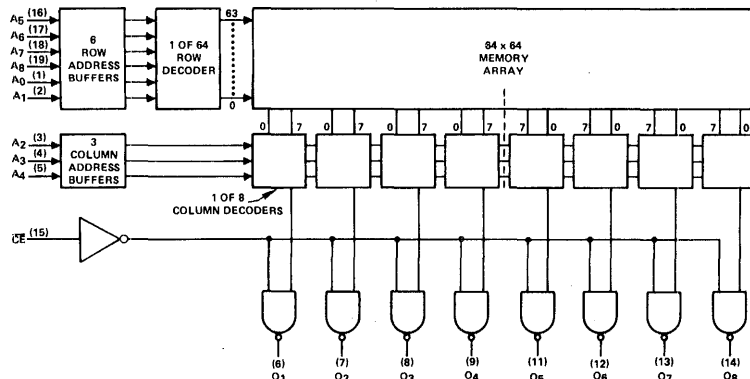 A5 (16)
A6 (17)
A7 (18)
A8 (19)
A0 (1)
A1 (2)
6
ROW
ADDRESS
BUFFERS
1 OF 64
ROW
DECODER
63
0
64 x 64
MEMORY
ARRAY
A2 (3)
A3 (4)
A4 (5)
3
COLUMN
ADDRESS
BUFFERS
0 7 0 7 0 7 0 7 7 0 7 0 7 0 7 0
1 OF 8
COLUMN DECODERS
CE (15)
(6) (7) (8) (9) (11) (12) (13) (14)
O1 O2 O3 O4 O5 O6 O7 O8